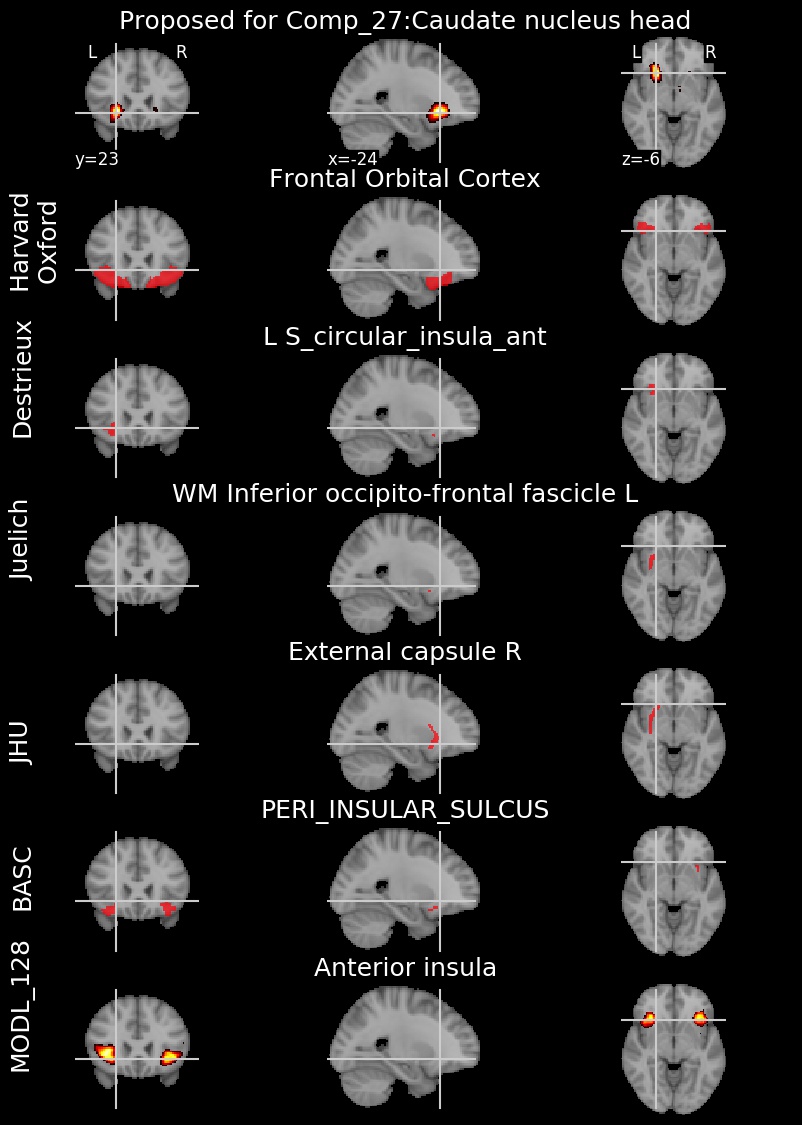 Proposed for Comp_27:Caudate nucleus head
L R
L R
y=23
x=-24
z=-6
Frontal Orbital Cortex
Harvard
Oxford
L S_circular_insula_ant
Destrieux
WM Inferior occipito-frontal fascicle L
Juelich
External capsule R
JHU
PERI_INSULAR_SULCUS
BASC
Anterior insula
MODL_128